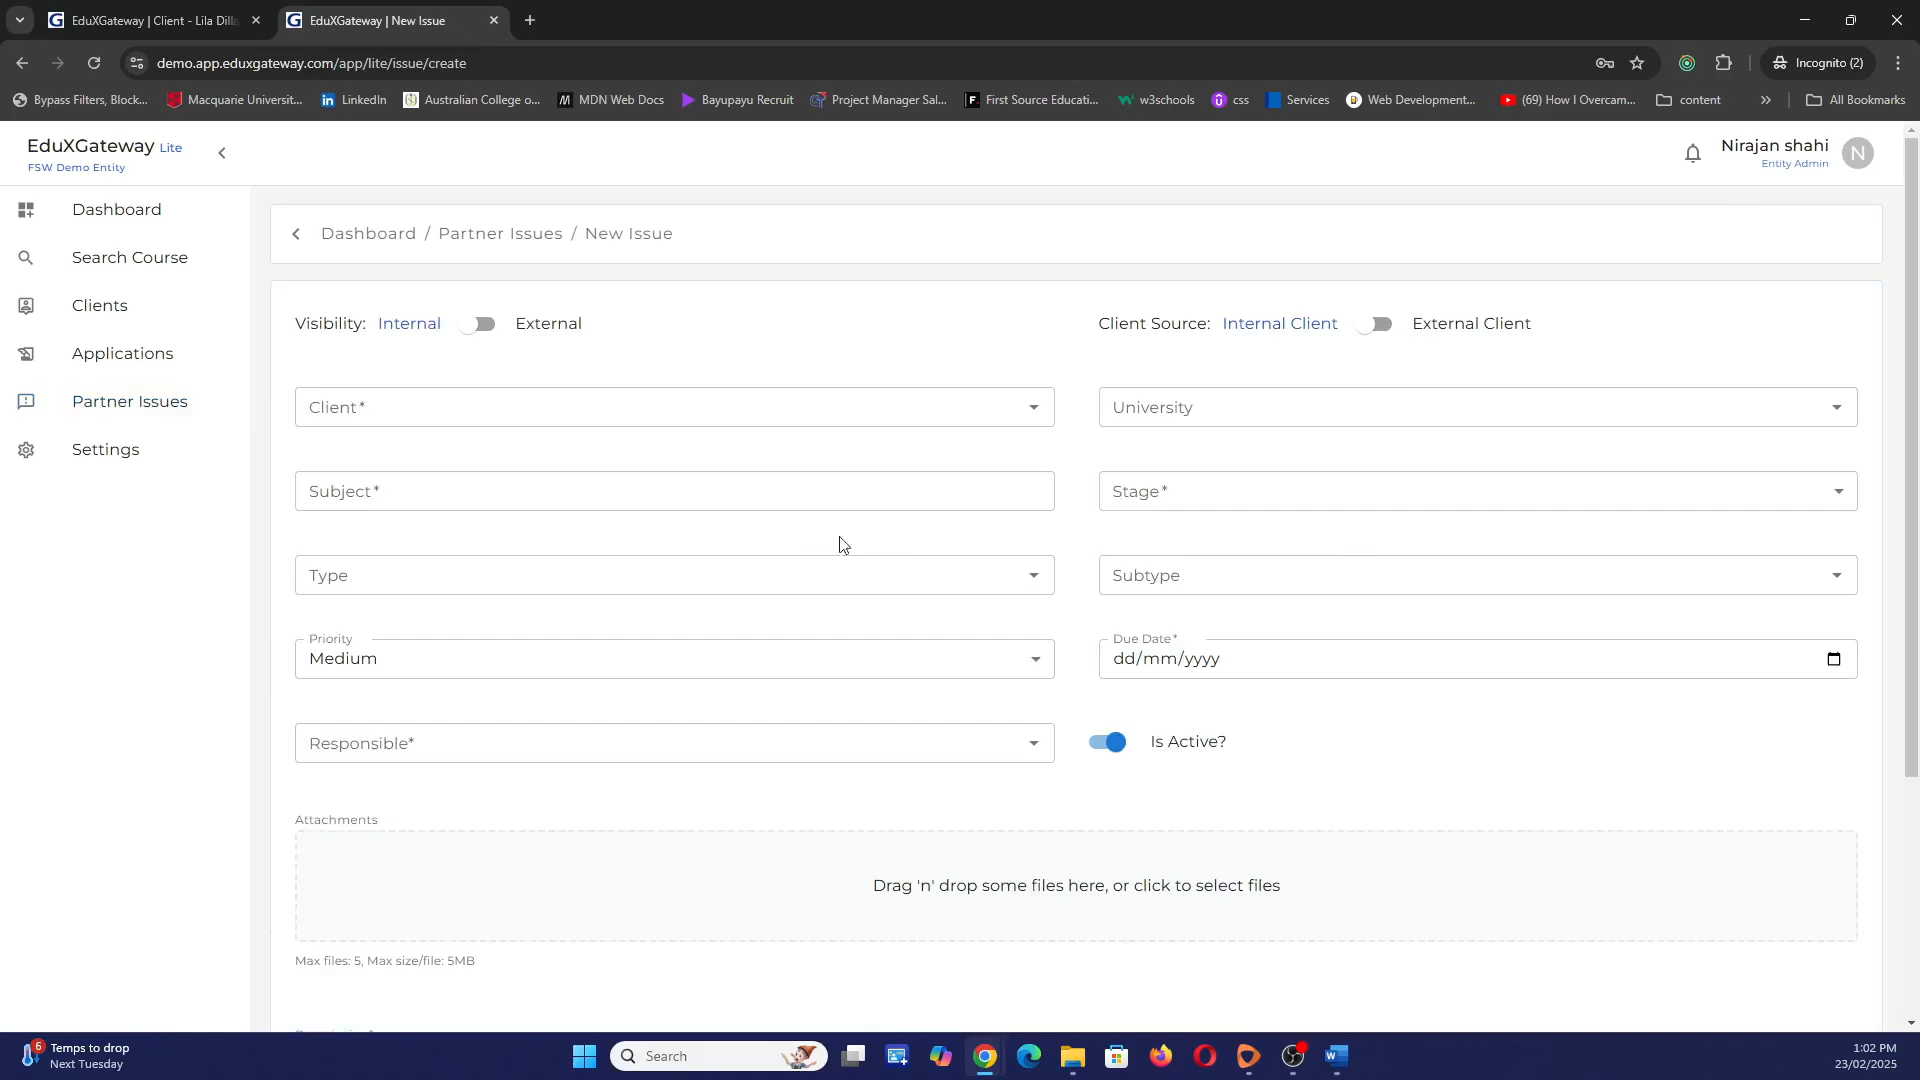 EduXGateway | Client - Lila Dilla
EduXGateway | New Issue
demo.app.eduxgateway.com/app/lite/issue/create
Incognito (2)
Bypass Filters, Block...
Macquarie Universit...
LinkedIn
Australian College o...
MDN Web Docs
Bayupayu Recruit
Project Manager Sal...
First Source Educati...
w3schools
css
Services
Web Development...
(69) How I Overcam...
content
All Bookmarks
EduXGateway Lite
FSW Demo Entity
Nirajan shahi
Entity Admin
N
Dashboard
Search Course
Clients
Applications
Partner Issues
Settings
Dashboard / Partner Issues / New Issue
Visibility: Internal External
Client Source: Internal Client External Client
Client*
University
Subject*
Stage*
Type
Subtype
Priority
Medium
Due Date*
dd/mm/yyyy
Responsible*
Is Active?
Attachments
Drag 'n' drop some files here, or click to select files
Max files: 5, Max size/file: 5MB
6
Temps to drop
Next Tuesday
Search
1:02 PM
23/02/2025